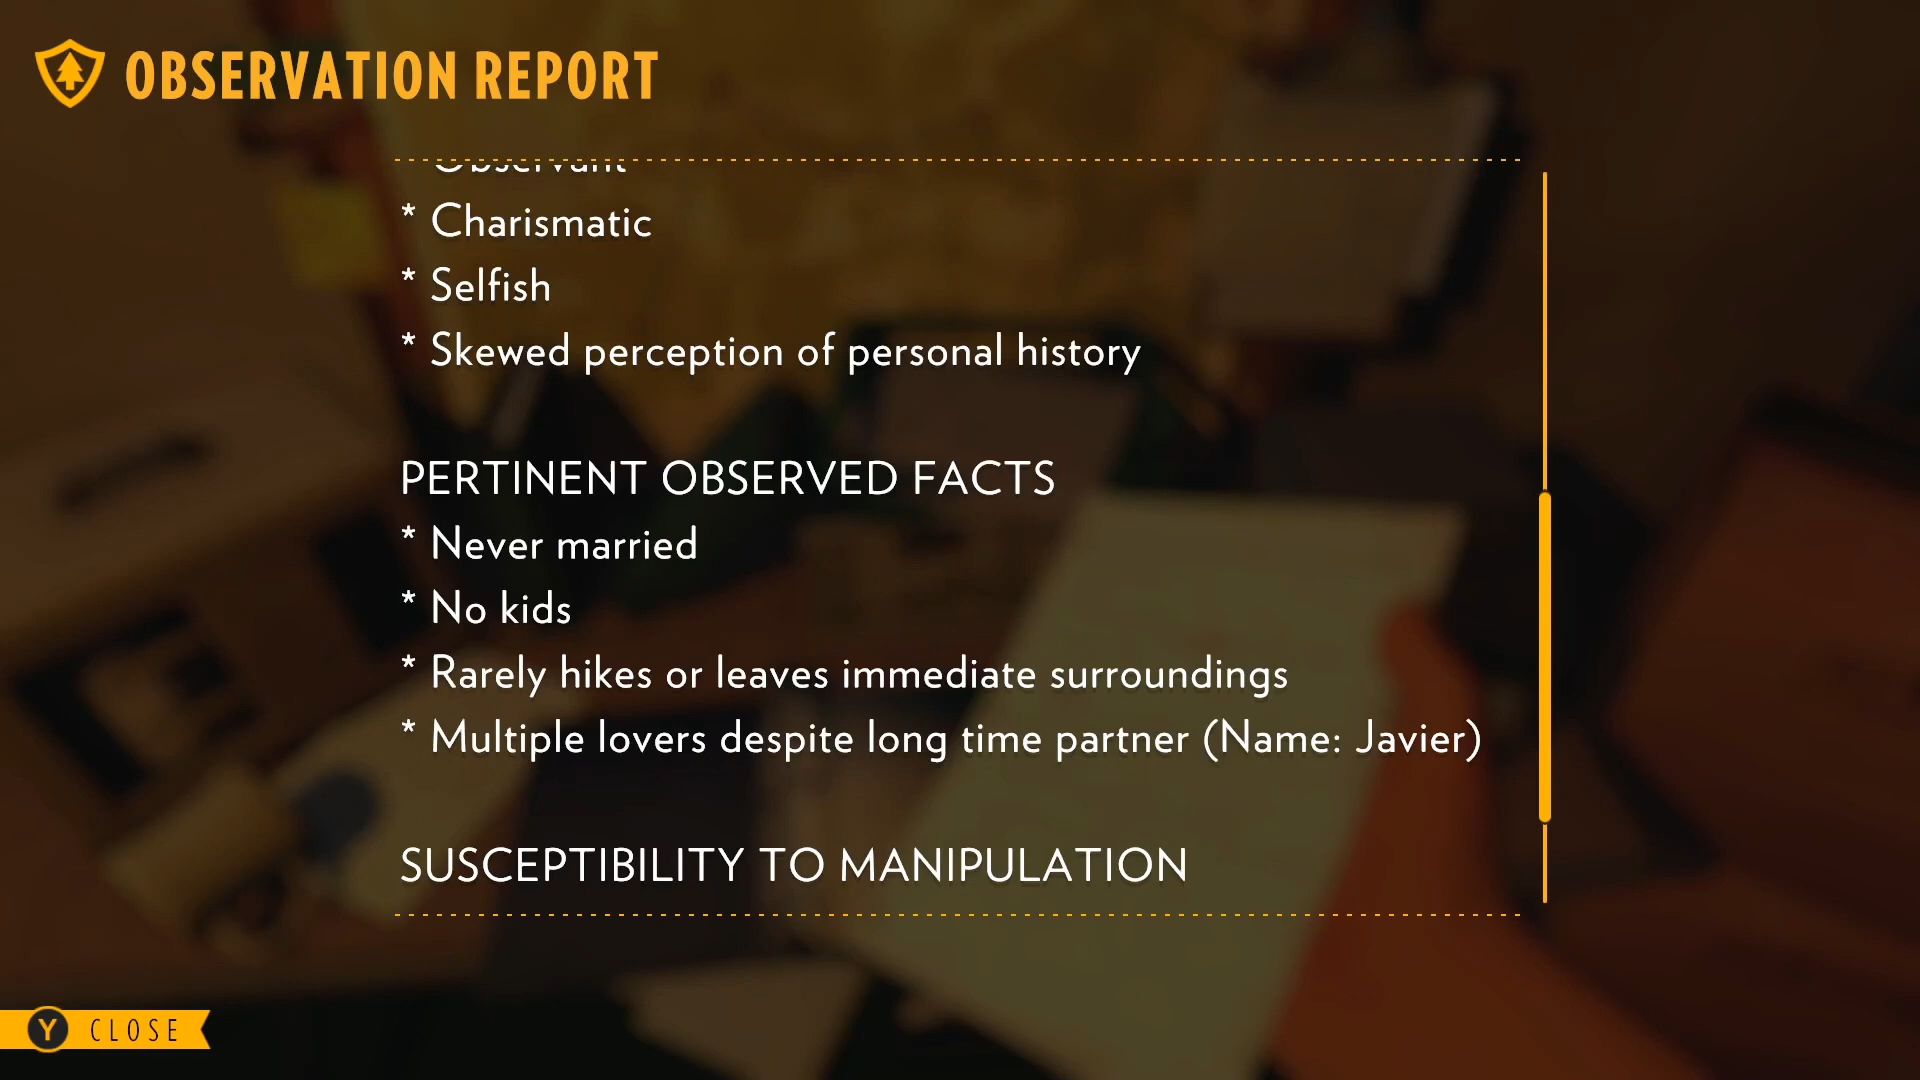 OBSERVATION REPORT
Observant
* Charismatic
* Selfish
* Skewed perception of personal history
PERTINENT OBSERVED FACTS
* Never married
* No kids
* Rarely hikes or leaves immediate surroundings
* Multiple lovers despite long time partner (Name: Javier)
SUSCEPTIBILITY TO MANIPULATION
Y CLOSE